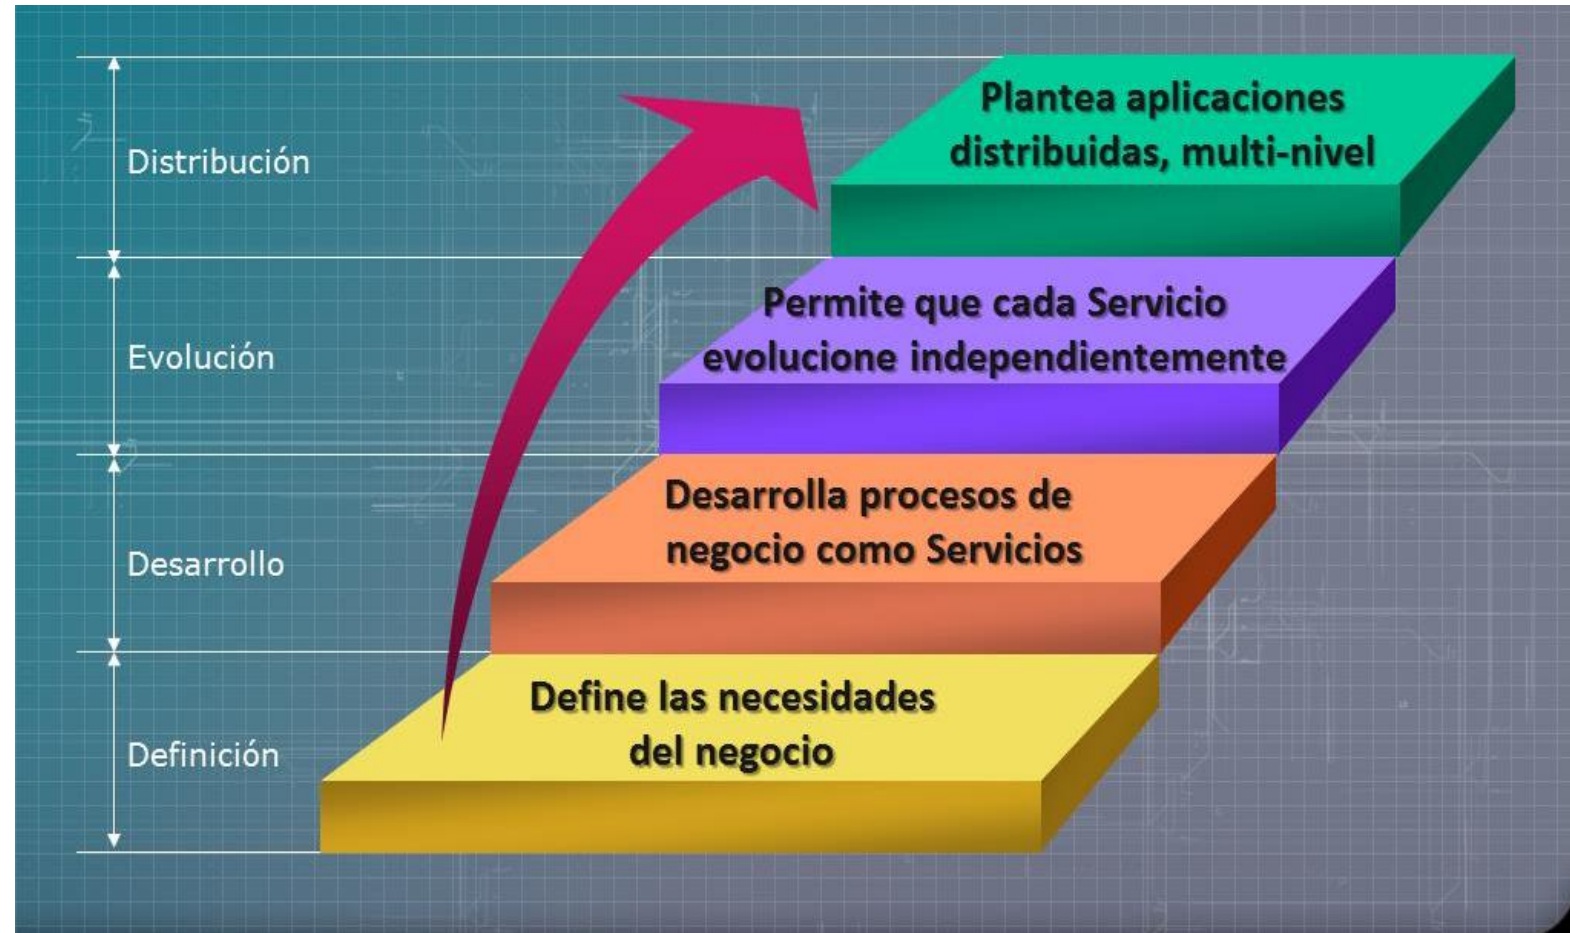 Distribución
Plantea aplicaciones
distribuidas, multi-nivel
Evolución
Permite que cada Servicio
evolucione independientemente
Desarrollo
Desarrolla procesos de
negocio como Servicios
Definición
Define las necesidades
del negocio